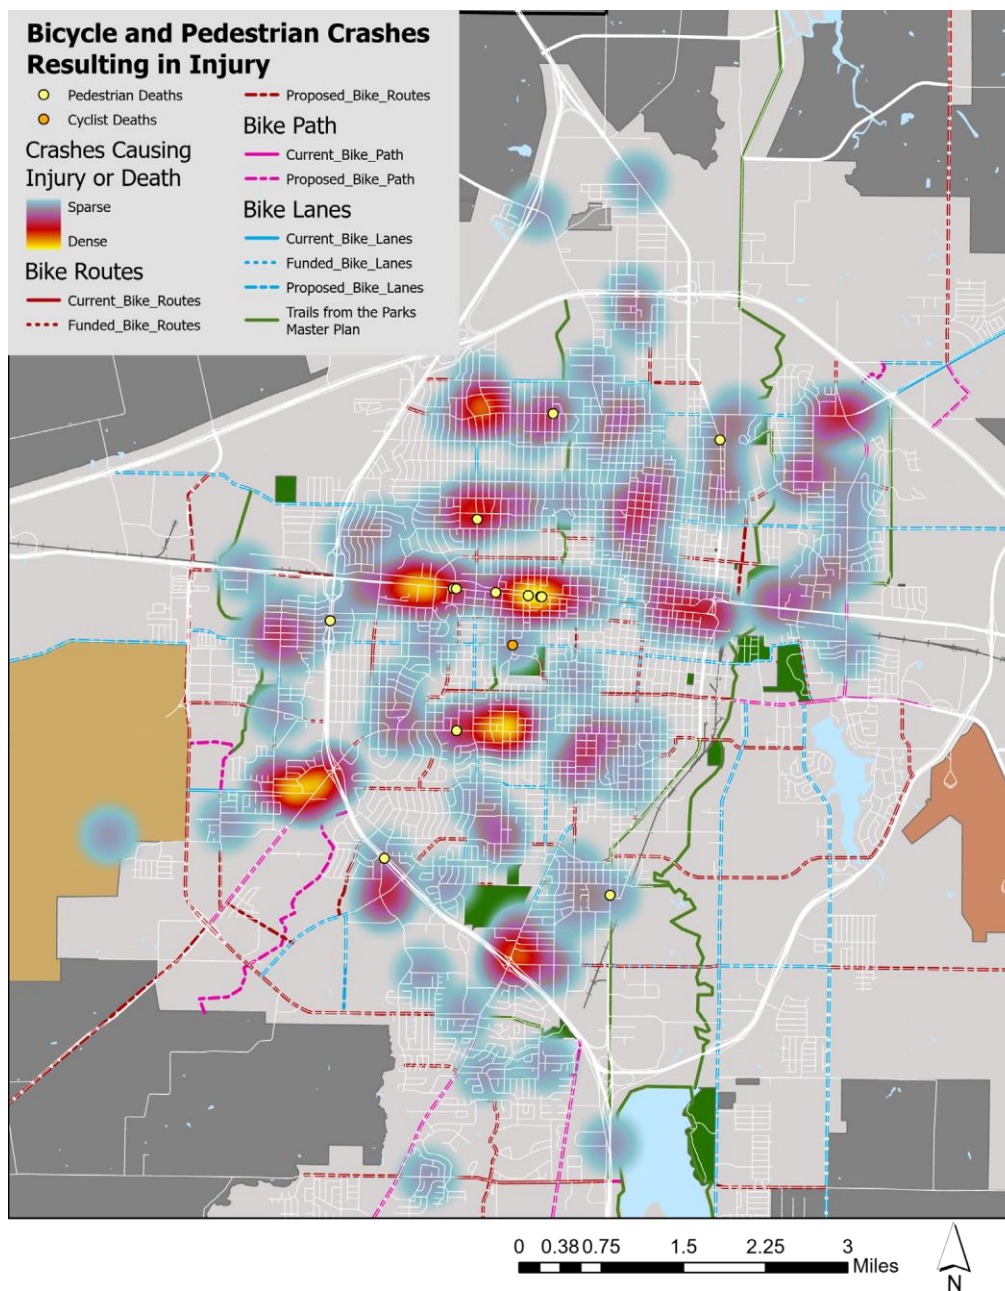 Bicycle and Pedestrian Crashes
Resulting in Injury
Pedestrian Deaths
Cyclist Deaths
Crashes Causing
Injury or Death
Sparse
Dense
Bike Routes
Current_Bike_Routes
Funded_Bike_Routes
Proposed_Bike_Routes
Bike Path
Current_Bike_Path
Proposed_Bike_Path
Bike Lanes
Current_Bike_Lanes
Funded_Bike_Lanes
Proposed_Bike_Lanes
Trails from the Parks
Master Plan
0 0.38 0.75 1.5 2.25 3
Miles
N